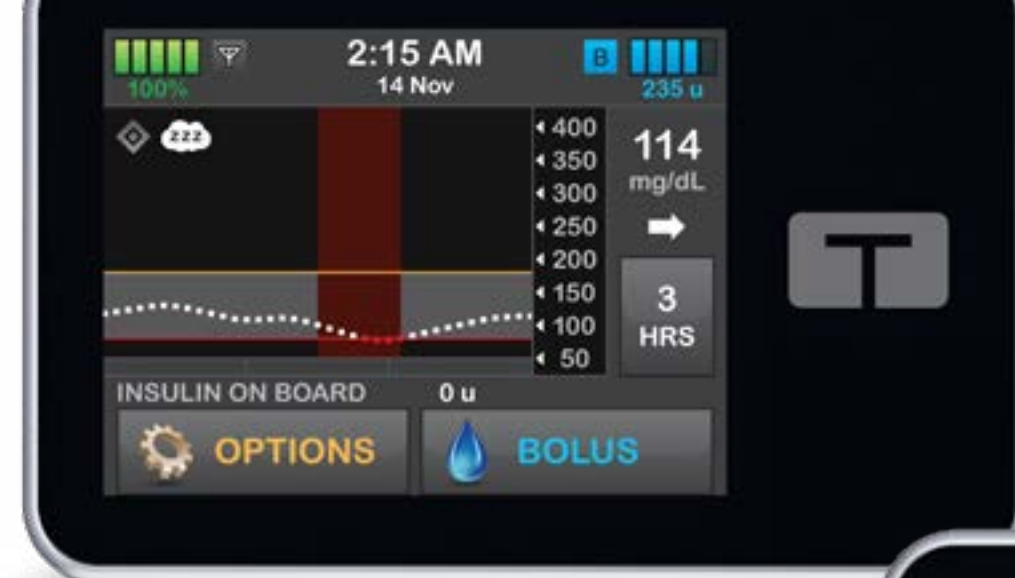 2:15 AM
14 Nov
100%
B
235 u
zzz
400
350
300
250
200
150
100
50
114
mg/dL
3
HRS
INSULIN ON BOARD 0 u
OPTIONS
BOLUS